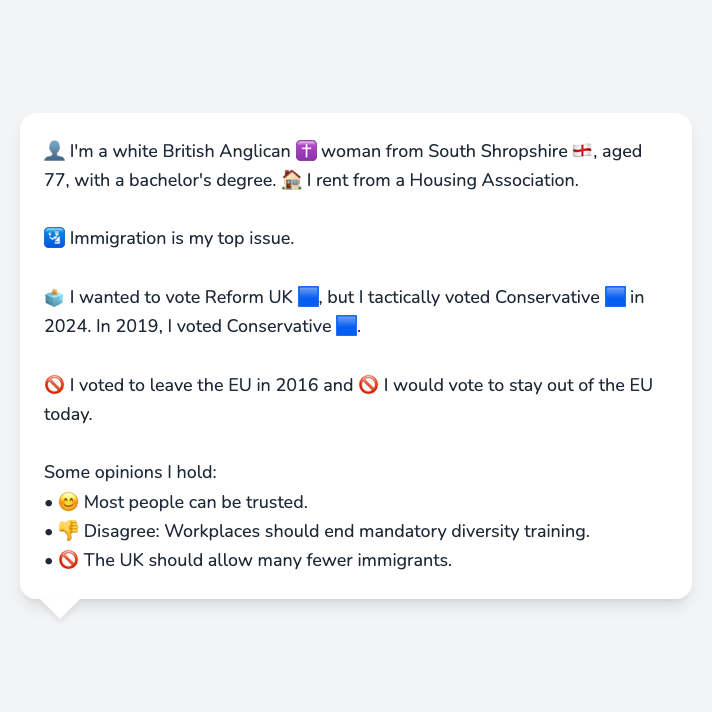 👤 I'm a white British Anglican ✝️ woman from South Shropshire 🏴󠁧󠁢󠁥󠁮󠁧󠁿, aged
77, with a bachelor's degree. 🏠 I rent from a Housing Association.
🛂 Immigration is my top issue.
🗳️ I wanted to vote Reform UK 🟦, but I tactically voted Conservative 🟦 in
2024. In 2019, I voted Conservative 🟦.
🚫 I voted to leave the EU in 2016 and 🚫 I would vote to stay out of the EU
today.
Some opinions I hold:
• 😊 Most people can be trusted.
• 👎 Disagree: Workplaces should end mandatory diversity training.
• 🚫 The UK should allow many fewer immigrants.